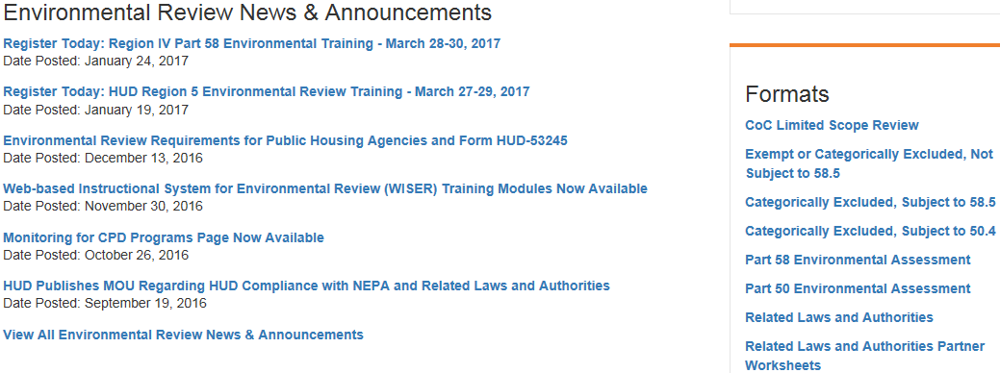 Environmental Review News & Announcements
Register Today: Region IV Part 58 Environmental Training - March 28-30, 2017
Date Posted: January 24, 2017
Register Today: HUD Region 5 Environmental Review Training - March 27-29, 2017
Date Posted: January 19, 2017
Environmental Review Requirements for Public Housing Agencies and Form HUD-53245
Date Posted: December 13, 2016
Web-based Instructional System for Environmental Review (WISER) Training Modules Now Available
Date Posted: November 30, 2016
Monitoring for CPD Programs Page Now Available
Date Posted: October 26, 2016
HUD Publishes MOU Regarding HUD Compliance with NEPA and Related Laws and Authorities
Date Posted: September 19, 2016
View All Environmental Review News & Announcements
Formats
CoC Limited Scope Review
Exempt or Categorically Excluded, Not
Subject to 58.5
Categorically Excluded, Subject to 58.5
Categorically Excluded, Subject to 50.4
Part 58 Environmental Assessment
Part 50 Environmental Assessment
Related Laws and Authorities
Related Laws and Authorities Partner
Worksheets